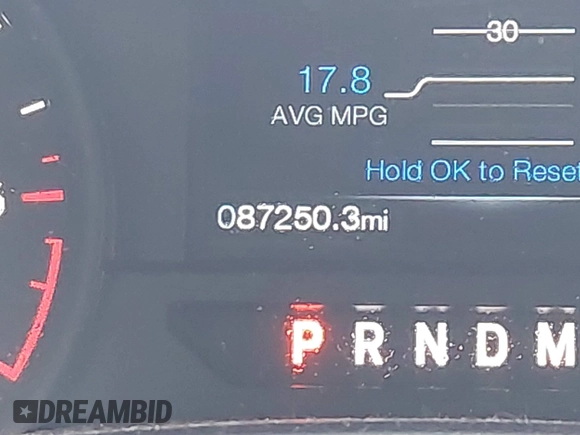 30
17.8
AVG MPG
Hold OK to Reset
087250.3mi
P R N D M
DREAMBID